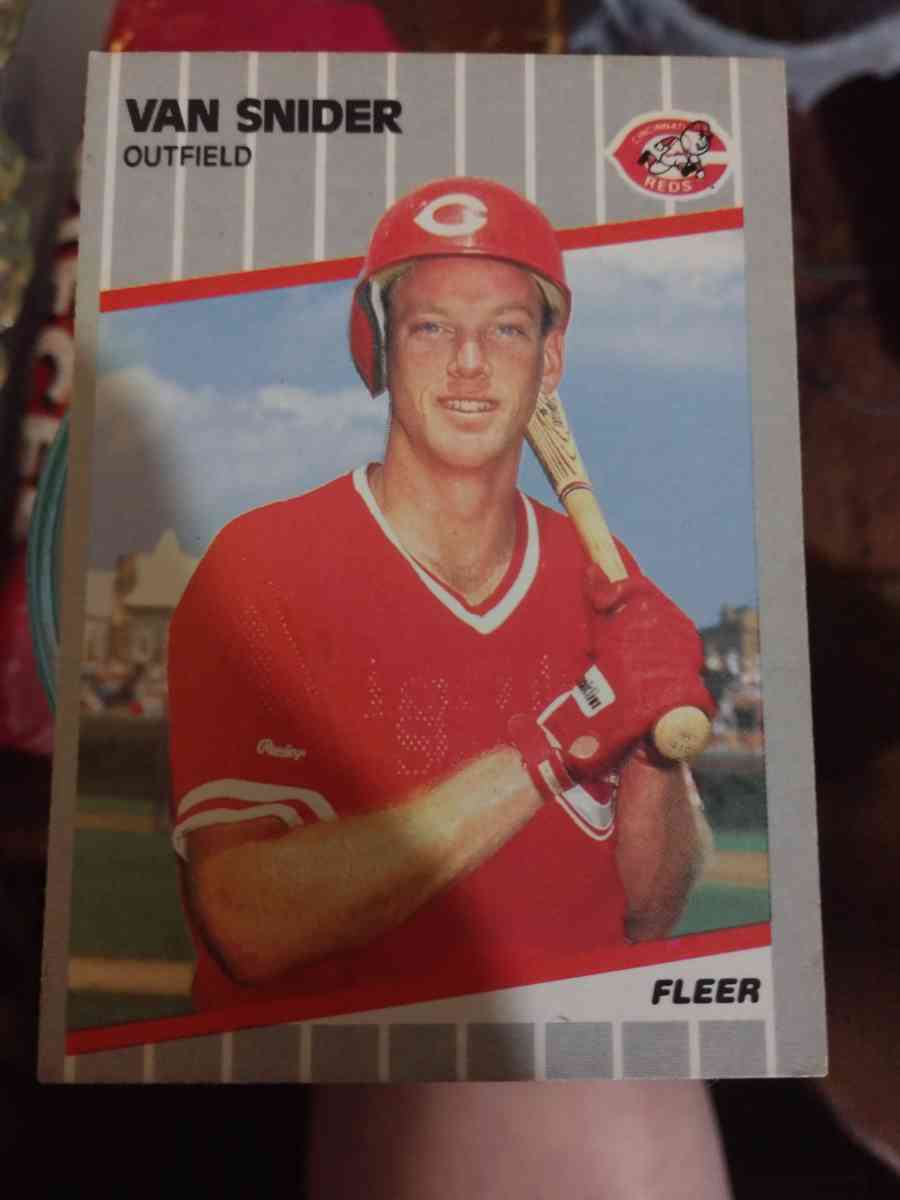 VAN SNIDER
OUTFIELD
CINCINNATI
REDS
C
Rawlings
FLEER